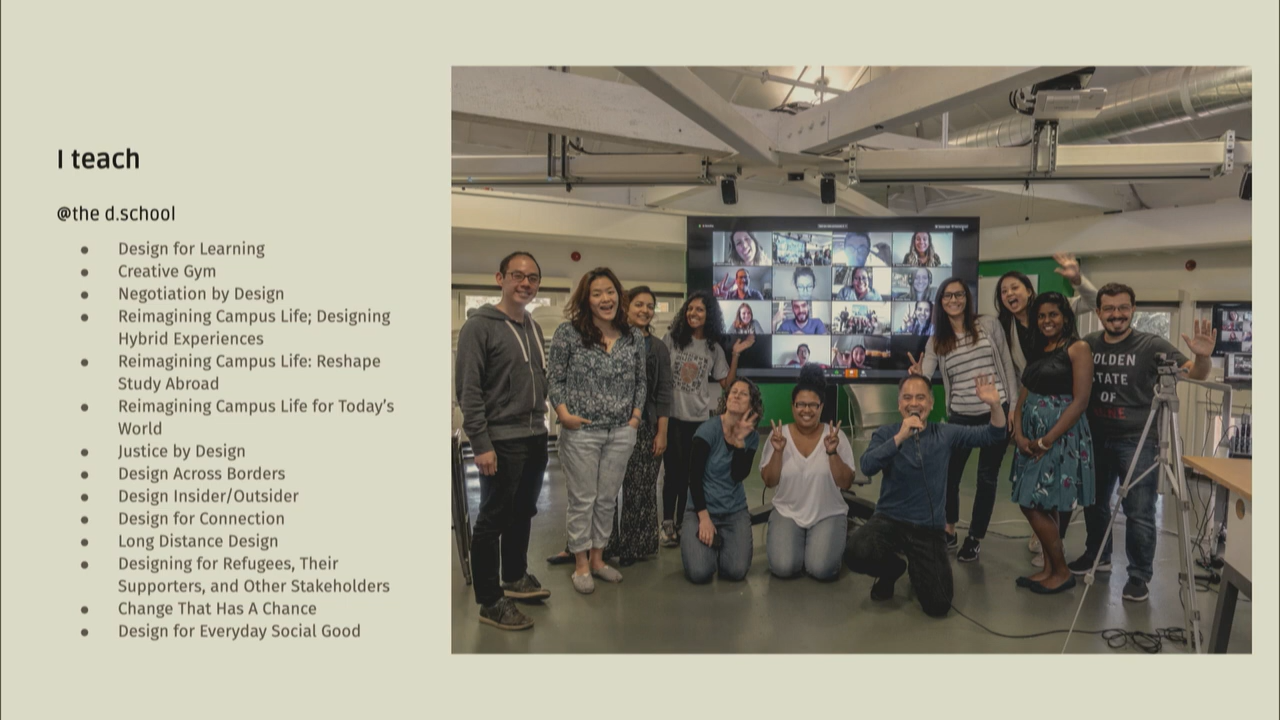 I teach
@the d.school
● Design for Learning
● Creative Gym
● Negotiation by Design
● Reimagining Campus Life; Designing
Hybrid Experiences
● Reimagining Campus Life: Reshape
Study Abroad
● Reimagining Campus Life for Today's
World
● Justice by Design
● Design Across Borders
● Design Insider/Outsider
● Design for Connection
● Long Distance Design
● Designing for Refugees, Their
Supporters, and Other Stakeholders
● Change That Has A Chance
● Design for Everyday Social Good
GOLDEN
STATE
OF